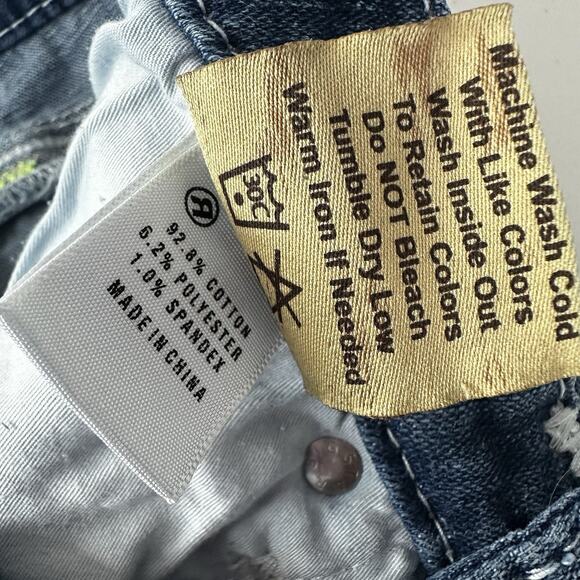 Machine Wash Cold
With Like Colors
Wash Inside Out
To Retain Colors
Do NOT Bleach
Tumble Dry Low
Warm Iron If Needed
30C
R
92.8% COTTON
6.2% POLYESTER
1.0% SPANDEX
MADE IN CHINA